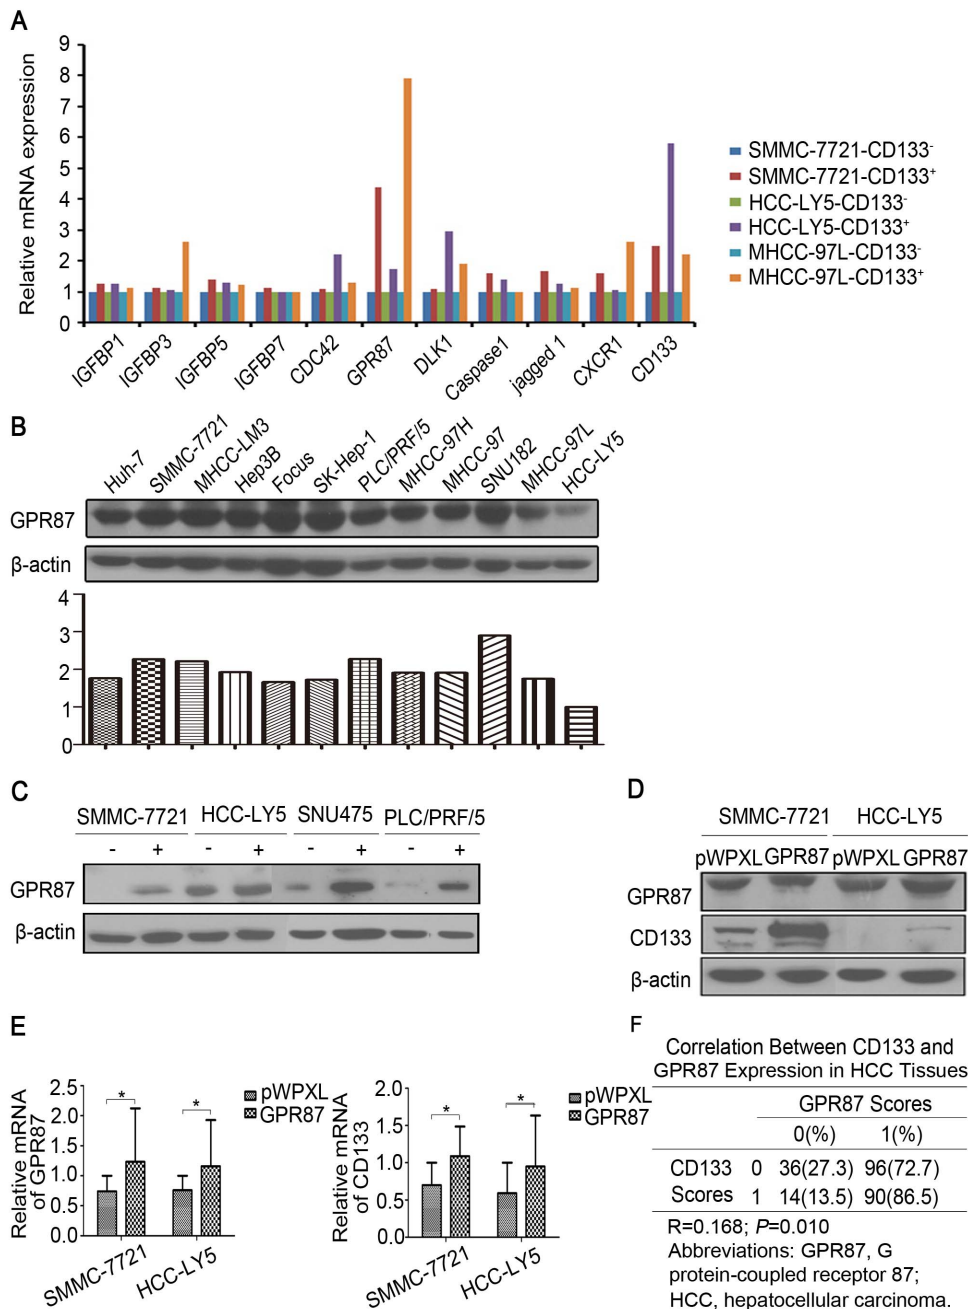 A
Relative mRNA expression
9
8
7
6
5
4
3
2
1
0
IGFBP1
IGFBP3
IGFBP5
IGFBP7
CDC42
GPR87
DLK1
Caspase1
jagged 1
CXCR1
CD133
SMMC-7721-CD133-
SMMC-7721-CD133+
HCC-LY5-CD133-
HCC-LY5-CD133+
MHCC-97L-CD133-
MHCC-97L-CD133+
B
Huh-7
SMMC-7721
MHCC-LM3
Hep3B
Focus
SK-Hep-1
PLC/PRF/5
MHCC-97H
MHCC-97
SNU182
MHCC-97L
HCC-LY5
GPR87
β-actin
4
3
2
1
0
C
SMMC-7721 HCC-LY5 SNU475 PLC/PRF/5
- + - + - + - +
GPR87
β-actin
D
SMMC-7721 HCC-LY5
pWPXL GPR87 pWPXL GPR87
GPR87
CD133
β-actin
E
Relative mRNA
of GPR87
2.5
2.0
1.5
1.0
0.5
0.0
* *
pWPXL
GPR87
SMMC-7721
HCC-LY5
Relative mRNA
of CD133
2.0
1.5
1.0
0.5
0.0
* *
pWPXL
GPR87
SMMC-7721
HCC-LY5
F
Correlation Between CD133 and
GPR87 Expression in HCC Tissues
GPR87 Scores
0(%) 1(%)
CD133 0 36(27.3) 96(72.7)
Scores 1 14(13.5) 90(86.5)
R=0.168; P=0.010
Abbreviations: GPR87, G
protein-coupled receptor 87;
HCC, hepatocellular carcinoma.